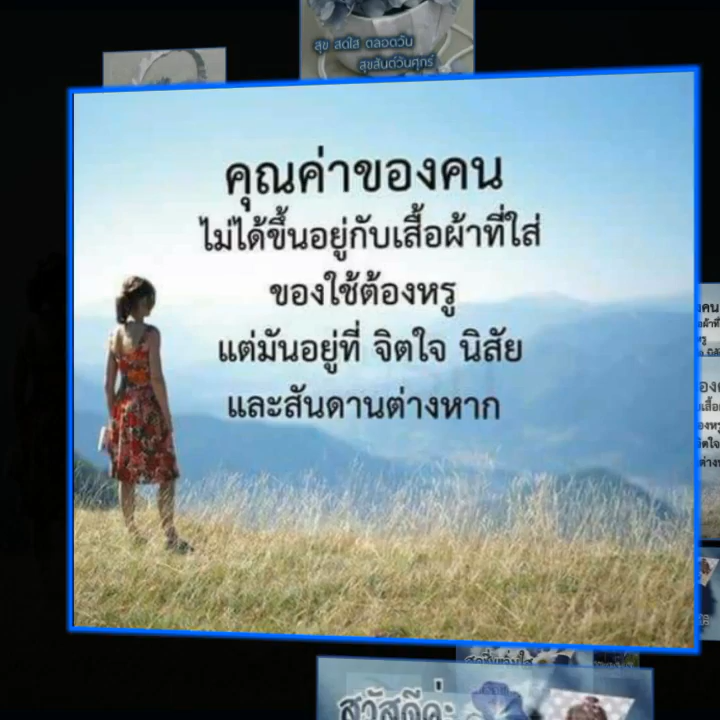 สุข สดใส ตลอดวัน
สุขสันต์วันศุกร์
คุณค่าของคน
ไม่ได้ขึ้นอยู่กับเสื้อผ้าที่ใส่
ของใช้ต้องหรู
แต่มันอยู่ที่ จิตใจ นิสัย
และสันดานต่างหาก
สวัสดีค่ะ